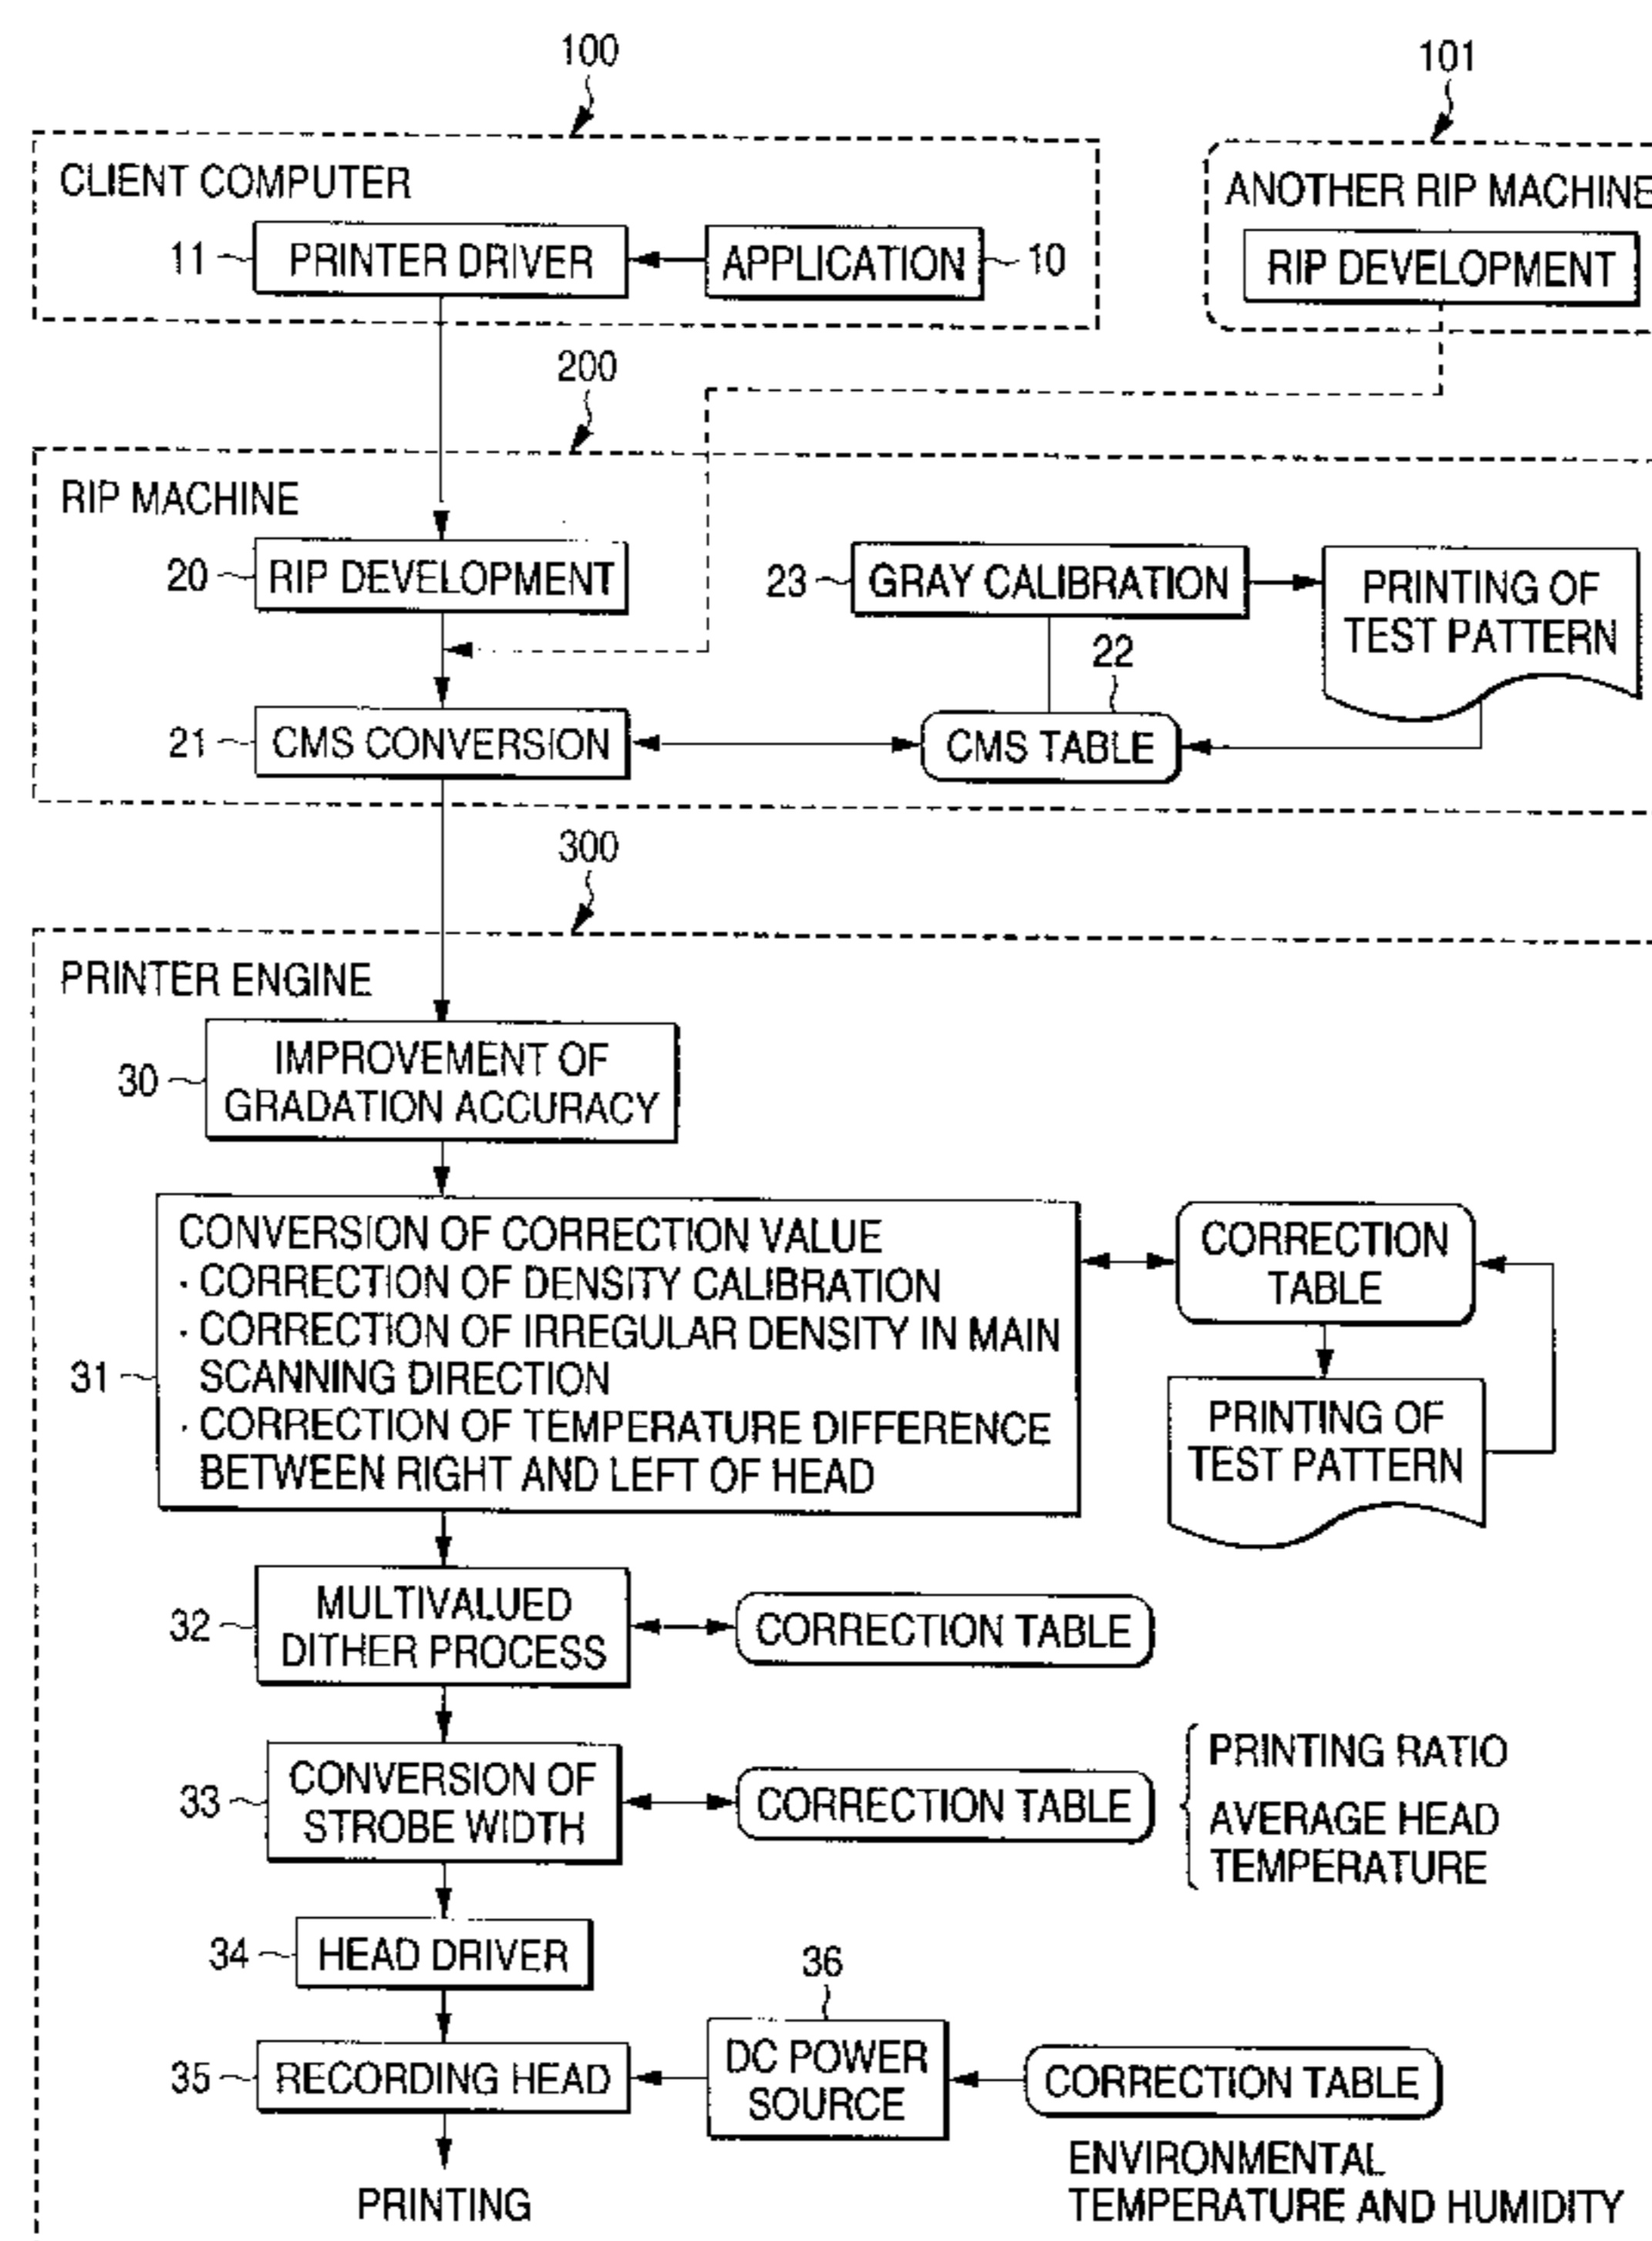 100
101
CLIENT COMPUTER
ANOTHER RIP MACHINE
11
PRINTER DRIVER
APPLICATION
10
RIP DEVELOPMENT
200
RIP MACHINE
20
RIP DEVELOPMENT
23
GRAY CALIBRATION
PRINTING OF
TEST PATTERN
22
21
CMS CONVERSION
CMS TABLE
300
PRINTER ENGINE
30
IMPROVEMENT OF
GRADATION ACCURACY
31
CONVERSION OF CORRECTION VALUE
· CORRECTION OF DENSITY CALIBRATION
· CORRECTION OF IRREGULAR DENSITY IN MAIN
SCANNING DIRECTION
· CORRECTION OF TEMPERATURE DIFFERENCE
BETWEEN RIGHT AND LEFT OF HEAD
CORRECTION
TABLE
PRINTING OF
TEST PATTERN
32
MULTIVALUED
DITHER PROCESS
CORRECTION TABLE
33
CONVERSION OF
STROBE WIDTH
CORRECTION TABLE
PRINTING RATIO
AVERAGE HEAD
TEMPERATURE
34
HEAD DRIVER
36
35
RECORDING HEAD
DC POWER
SOURCE
CORRECTION TABLE
ENVIRONMENTAL
TEMPERATURE AND HUMIDITY
PRINTING